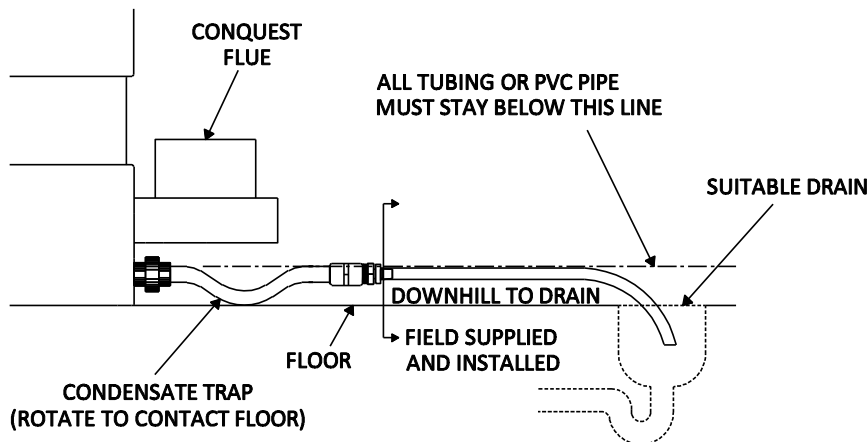 CONQUEST
FLUE
ALL TUBING OR PVC PIPE
MUST STAY BELOW THIS LINE
SUITABLE DRAIN
DOWNHILL TO DRAIN
FLOOR
FIELD SUPPLIED
AND INSTALLED
CONDENSATE TRAP
(ROTATE TO CONTACT FLOOR)